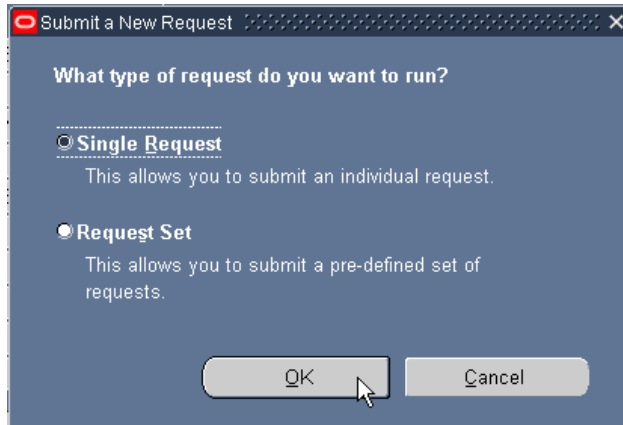 Submit a New Request
What type of request do you want to run?
Single Request
This allows you to submit an individual request.
Request Set
This allows you to submit a pre-defined set of
requests.
OK
Cancel